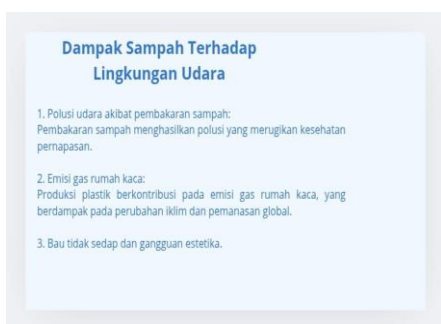 Dampak Sampah Terhadap
Lingkungan Udara
1. Polusi udara akibat pembakaran sampah:
Pembakaran sampah menghasilkan polusi yang merugikan kesehatan
pernapasan.
2. Emisi gas rumah kaca:
Produksi plastik berkontribusi pada emisi gas rumah kaca, yang
berdampak pada perubahan iklim dan pemanasan global.
3. Bau tidak sedap dan gangguan estetika.